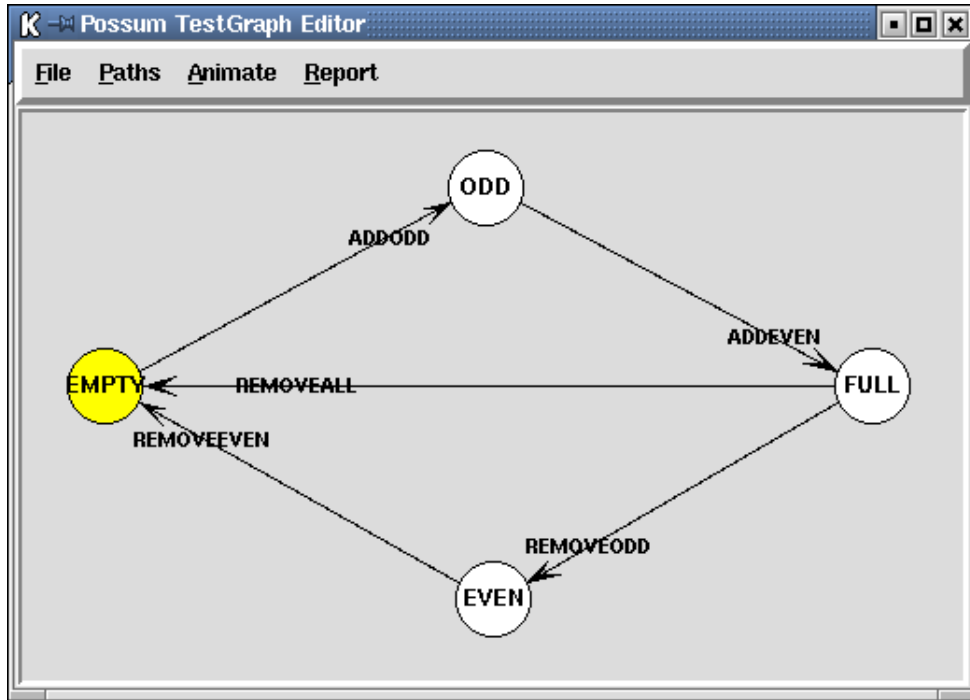 Possum TestGraph Editor
File Paths Animate Report
ODD
ADDODD
ADDEVEN
EMPTY
REMOVEALL
FULL
REMOVEEVEN
REMOVEODD
EVEN